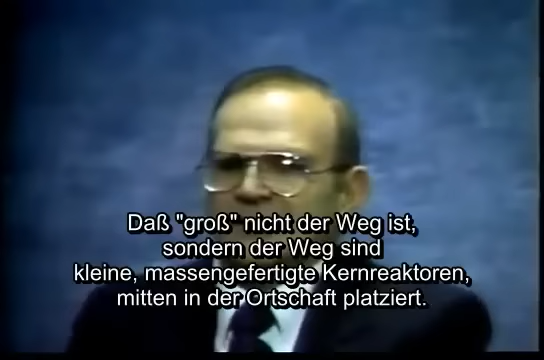 Daß "groß" nicht der Weg ist,
sondern der Weg sind
kleine, massengefertigte Kernreaktoren,
mitten in der Ortschaft platziert.